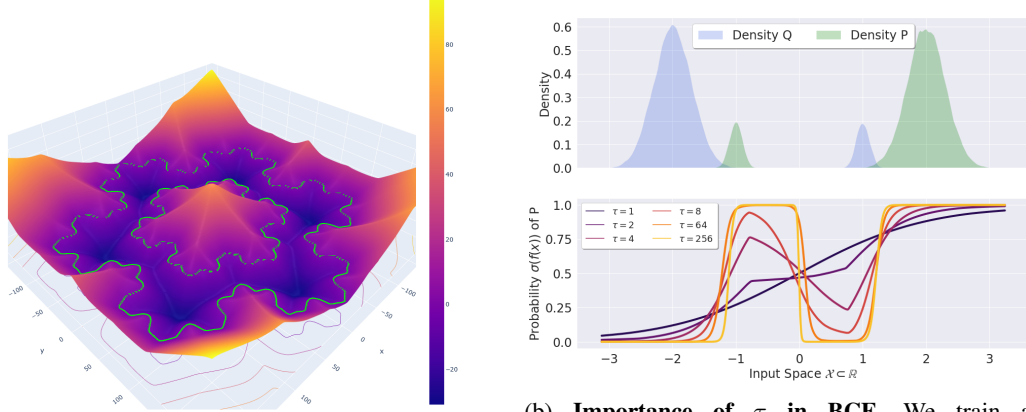 80
60
40
20
0
−20
−100
−50
0
50
100
y
−100
−50
0
50
100
x
0.6
0.5
0.4
0.3
0.2
0.1
0.0
Density
Density Q
Density P
1.0
0.75
0.5
0.25
0.0
Probability σ(f(x)) of P
τ = 1
τ = 2
τ = 4
τ = 8
τ = 64
τ = 256
−3 −2 −1 0 1 2 3
Input Space 𝒳 ⊂ ℝ
(b) Importance of τ in BCE. We train a